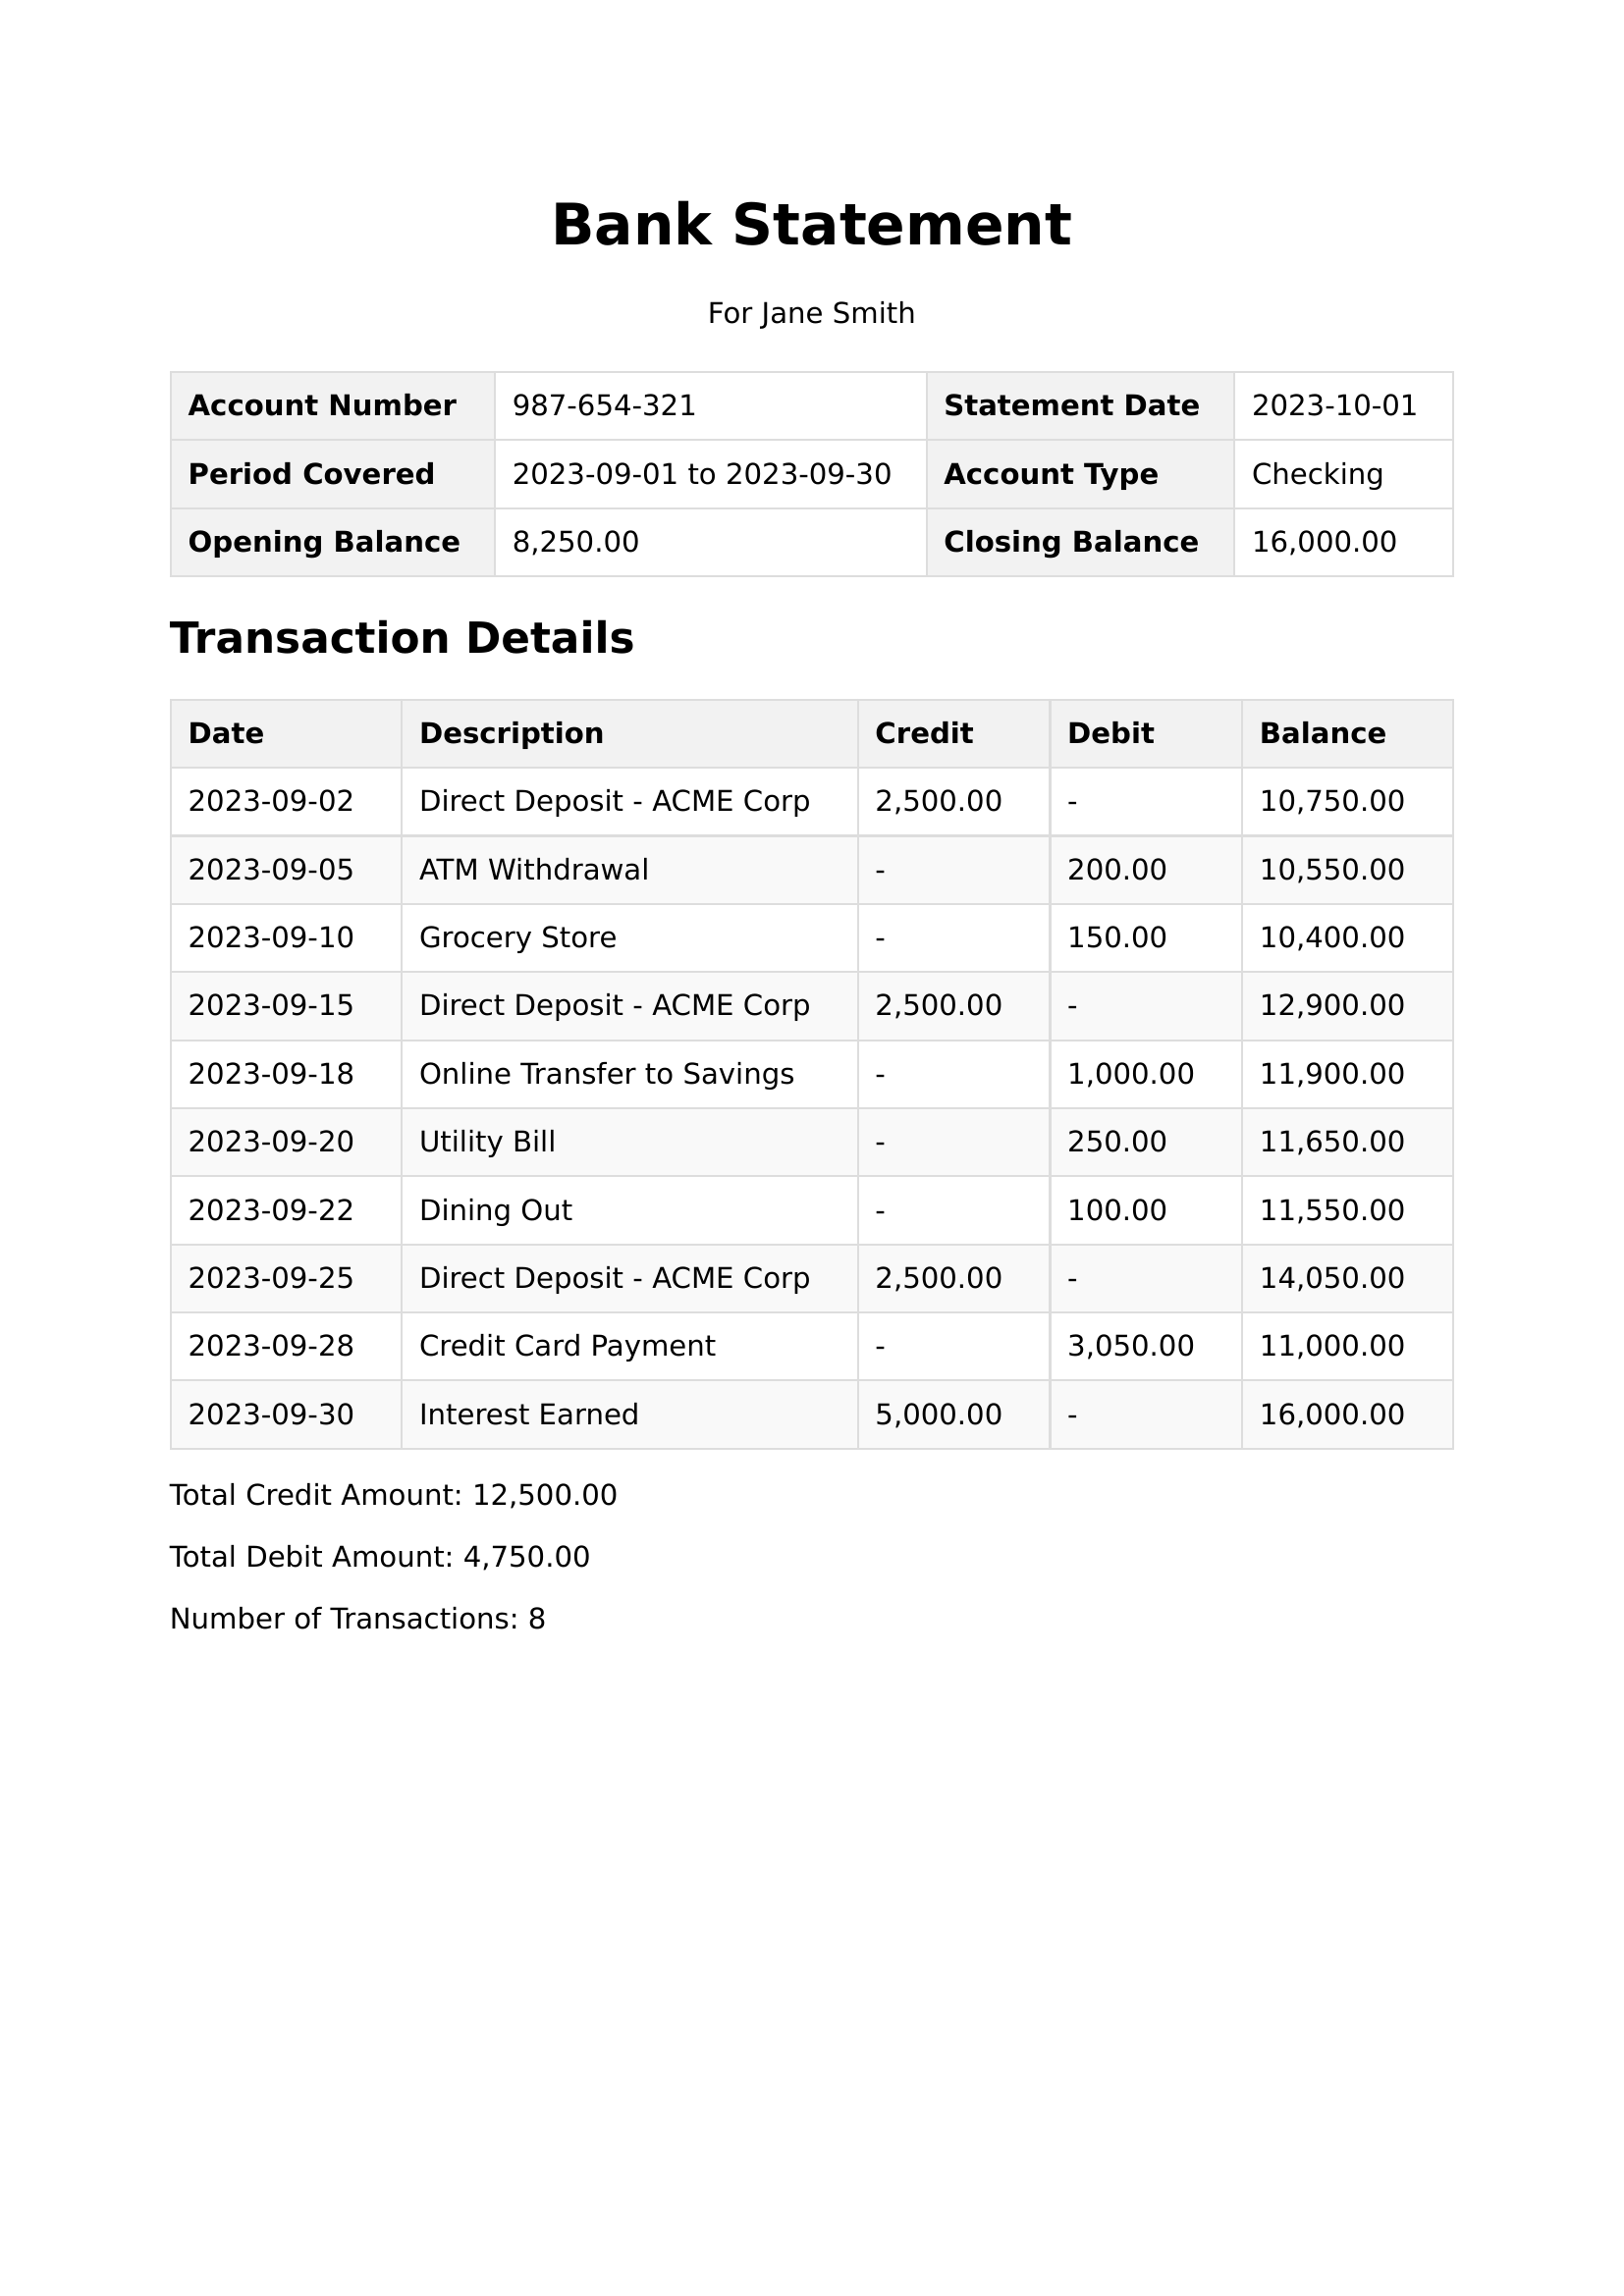 Bank Statement
For Jane Smith
Account Number 987-654-321 Statement Date 2023-10-01
Period Covered 2023-09-01 to 2023-09-30 Account Type Checking
Opening Balance 8,250.00 Closing Balance 16,000.00
Transaction Details
Date Description Credit Debit Balance
2023-09-02 Direct Deposit - ACME Corp 2,500.00 - 10,750.00
2023-09-05 ATM Withdrawal - 200.00 10,550.00
2023-09-10 Grocery Store - 150.00 10,400.00
2023-09-15 Direct Deposit - ACME Corp 2,500.00 - 12,900.00
2023-09-18 Online Transfer to Savings - 1,000.00 11,900.00
2023-09-20 Utility Bill - 250.00 11,650.00
2023-09-22 Dining Out - 100.00 11,550.00
2023-09-25 Direct Deposit - ACME Corp 2,500.00 - 14,050.00
2023-09-28 Credit Card Payment - 3,050.00 11,000.00
2023-09-30 Interest Earned 5,000.00 - 16,000.00
Total Credit Amount: 12,500.00
Total Debit Amount: 4,750.00
Number of Transactions: 8